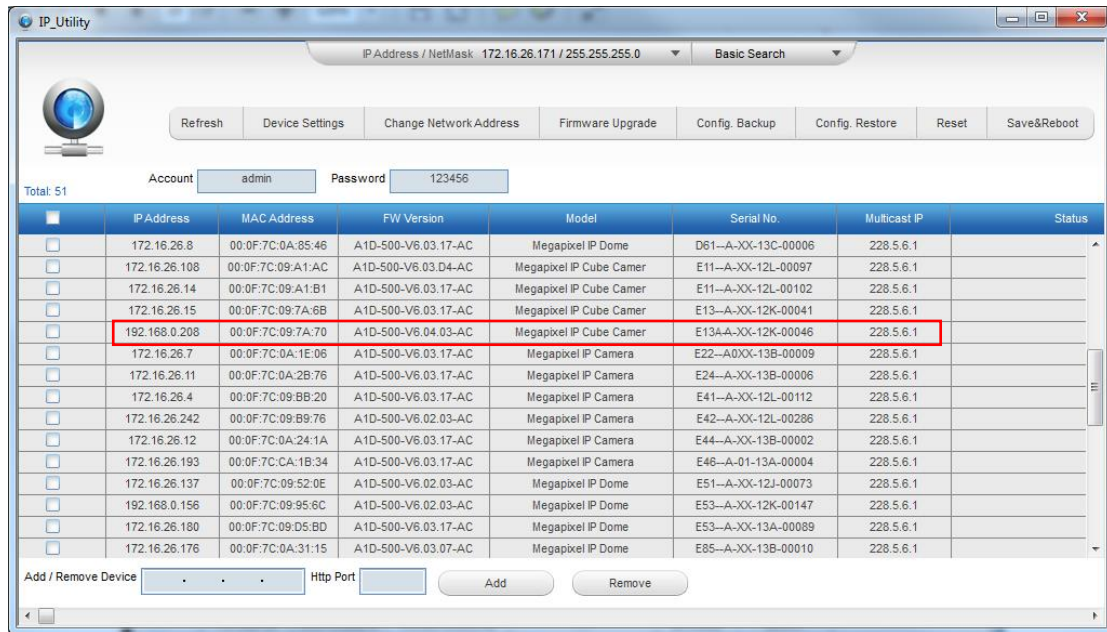 IP_Utility
IP Address / NetMask 172.16.26.171 / 255.255.255.0 Basic Search
Refresh Device Settings Change Network Address Firmware Upgrade Config. Backup Config. Restore Reset Save&Reboot
Account admin Password 123456
Total: 51
IP Address MAC Address FW Version Model Serial No. Multicast IP Status
172.16.26.8 00:0F:7C:0A:85:46 A1D-500-V6.03.17-AC Megapixel IP Dome D61--A-XX-13C-00006 228.5.6.1
172.16.26.108 00:0F:7C:09:A1:AC A1D-500-V6.03.D4-AC Megapixel IP Cube Camer E11--A-XX-12L-00097 228.5.6.1
172.16.26.14 00:0F:7C:09:A1:B1 A1D-500-V6.03.17-AC Megapixel IP Cube Camer E11--A-XX-12L-00102 228.5.6.1
172.16.26.15 00:0F:7C:09:7A:6B A1D-500-V6.03.17-AC Megapixel IP Cube Camer E13--A-XX-12K-00041 228.5.6.1
192.168.0.208 00:0F:7C:09:7A:70 A1D-500-V6.04.03-AC Megapixel IP Cube Camer E13A-A-XX-12K-00046 228.5.6.1
172.16.26.7 00:0F:7C:0A:1E:06 A1D-500-V6.03.17-AC Megapixel IP Camera E22--A0XX-13B-00009 228.5.6.1
172.16.26.11 00:0F:7C:0A:2B:76 A1D-500-V6.03.17-AC Megapixel IP Camera E24--A-XX-13B-00006 228.5.6.1
172.16.26.4 00:0F:7C:09:BB:20 A1D-500-V6.03.17-AC Megapixel IP Camera E41--A-XX-12L-00112 228.5.6.1
172.16.26.242 00:0F:7C:09:B9:76 A1D-500-V6.02.03-AC Megapixel IP Camera E42--A-XX-12L-00286 228.5.6.1
172.16.26.12 00:0F:7C:0A:24:1A A1D-500-V6.03.17-AC Megapixel IP Camera E44--A-XX-13B-00002 228.5.6.1
172.16.26.193 00:0F:7C:CA:1B:34 A1D-500-V6.03.17-AC Megapixel IP Camera E46--A-01-13A-00004 228.5.6.1
172.16.26.137 00:0F:7C:09:52:0E A1D-500-V6.02.03-AC Megapixel IP Dome E51--A-XX-12J-00073 228.5.6.1
192.168.0.156 00:0F:7C:09:95:6C A1D-500-V6.02.03-AC Megapixel IP Dome E53--A-XX-12K-00147 228.5.6.1
172.16.26.180 00:0F:7C:09:D5:BD A1D-500-V6.03.17-AC Megapixel IP Dome E53--A-XX-13A-00089 228.5.6.1
172.16.26.176 00:0F:7C:0A:31:15 A1D-500-V6.03.07-AC Megapixel IP Dome E85--A-XX-13B-00010 228.5.6.1
Add / Remove Device . . . Http Port Add Remove